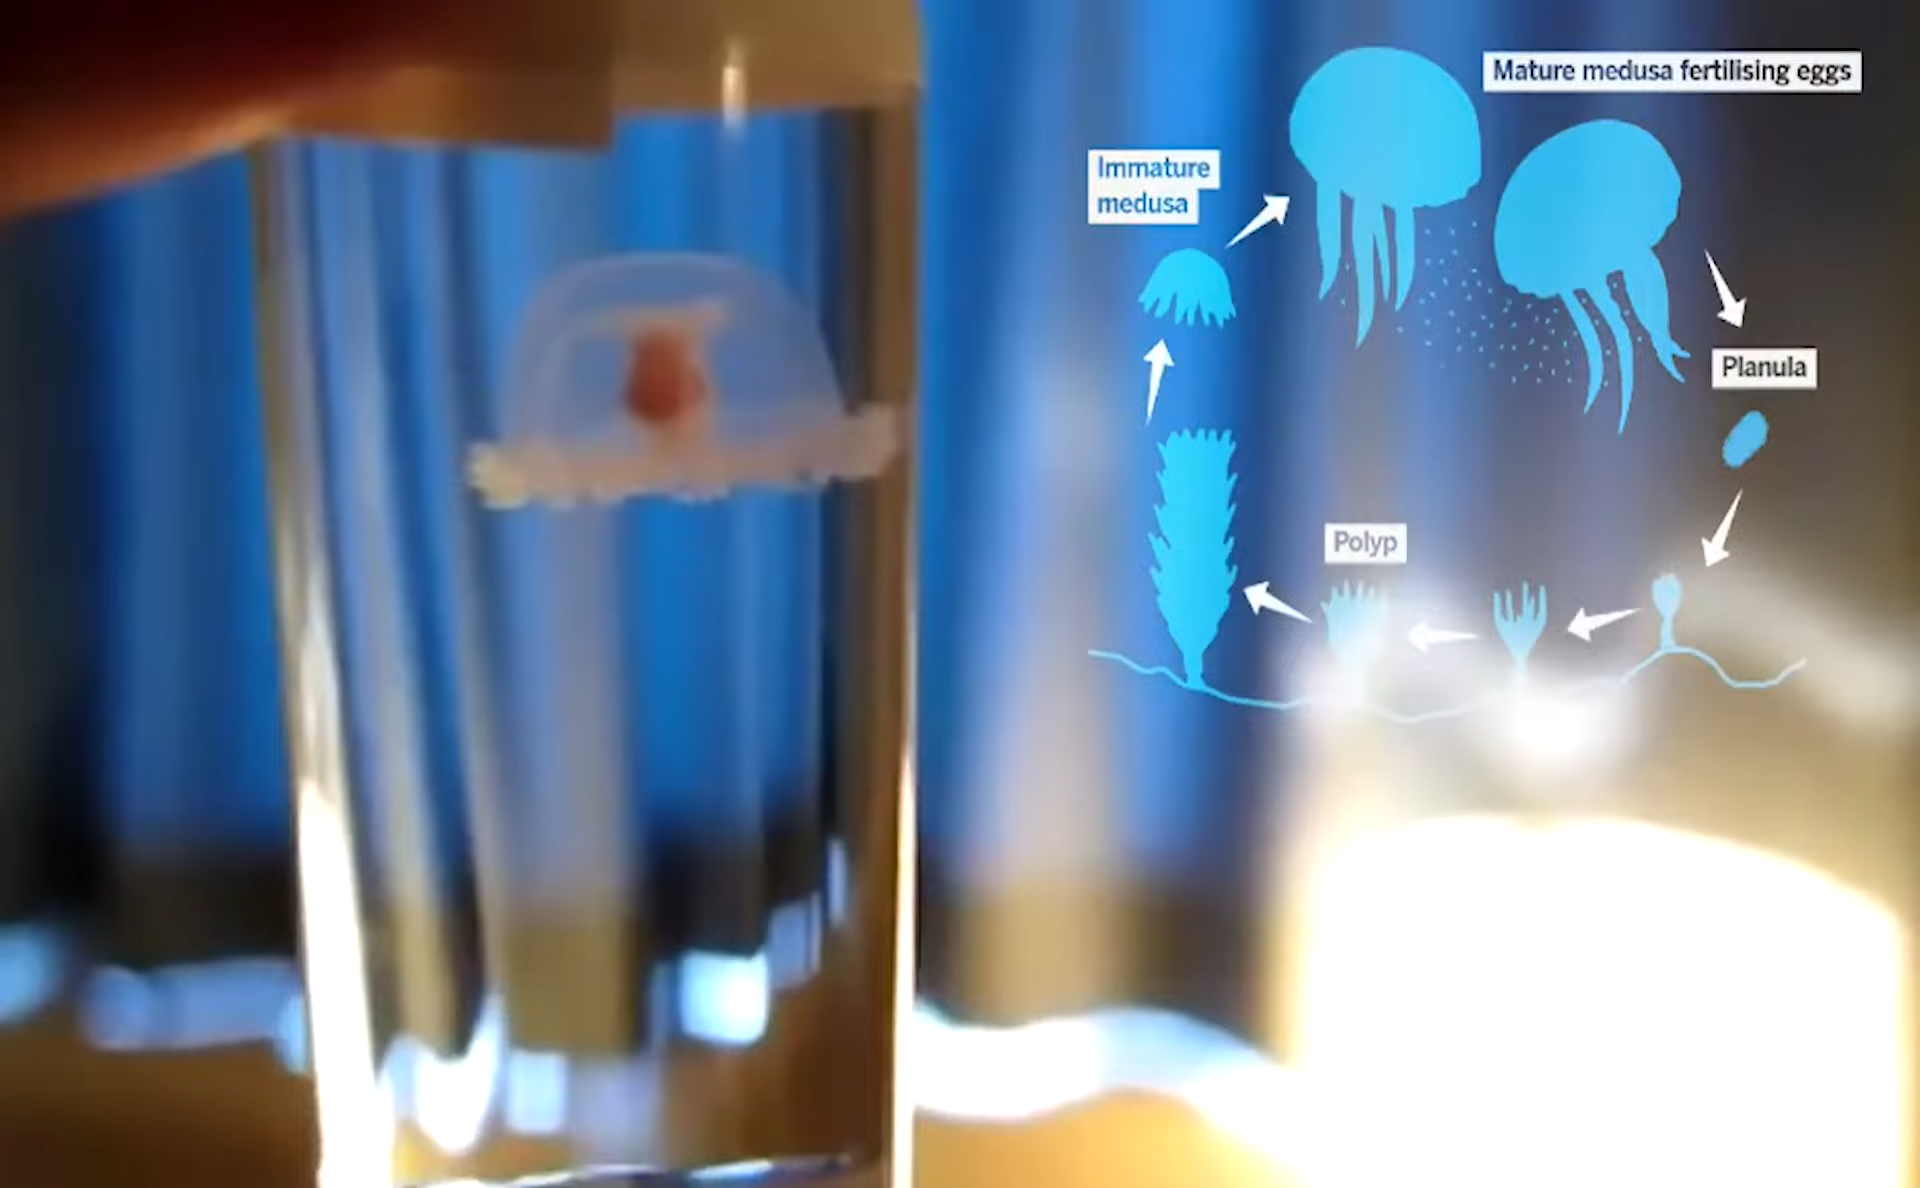 Mature medusa fertilising eggs
Immature
medusa
Planula
Polyp